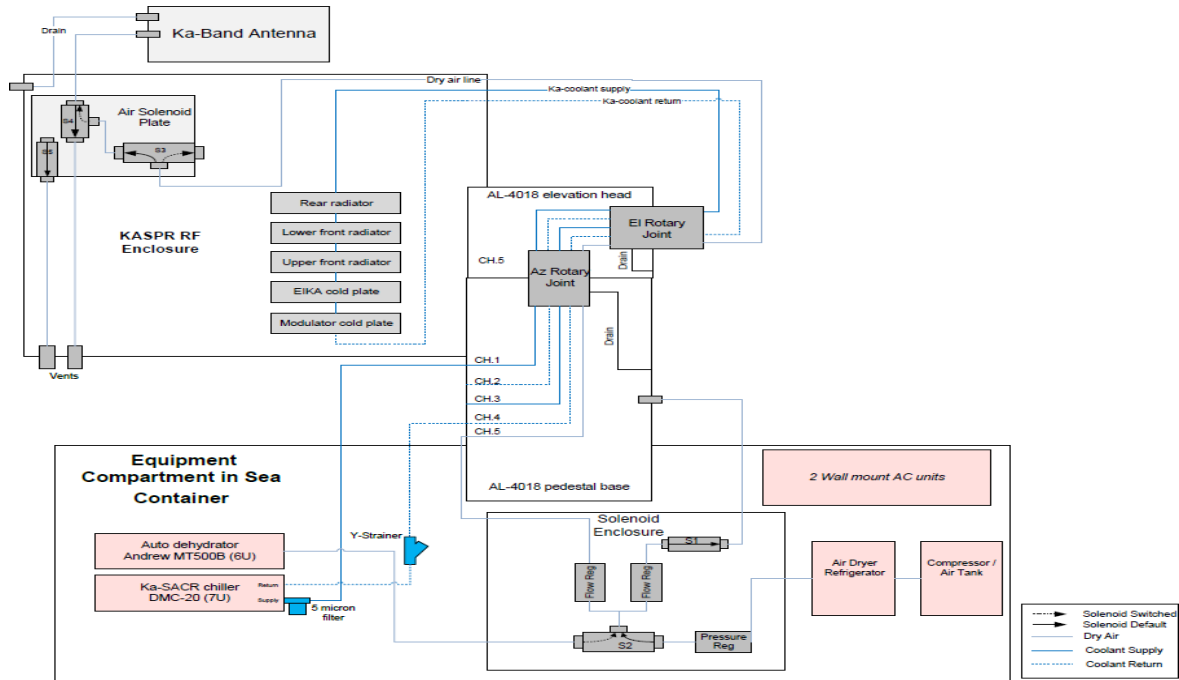 Drain
Ka-Band Antenna
Dry air line
Ka-coolant supply
Ka-coolant return
Air Solenoid
Plate
S4
S5
S3
KASPR RF
Enclosure
Rear radiator
Lower front radiator
Upper front radiator
EIKA cold plate
Modulator cold plate
Vents
AL-4018 elevation head
El Rotary
Joint
Drain
CH.5
Az Rotary
Joint
Drain
CH.1
CH.2
CH.3
CH.4
CH.5
AL-4018 pedestal base
Equipment
Compartment in Sea
Container
2 Wall mount AC units
Auto dehydrator
Andrew MT500B (6U)
Ka-SACR chiller
DMC-20 (7U)
Return
Supply
Y-Strainer
5 micron
filter
Solenoid
Enclosure
S1
Flow Reg
Flow Reg
S2
Pressure
Reg
Air Dryer
Refrigerator
Compressor /
Air Tank
Solenoid Switched
Solenoid Default
Dry Air
Coolant Supply
Coolant Return